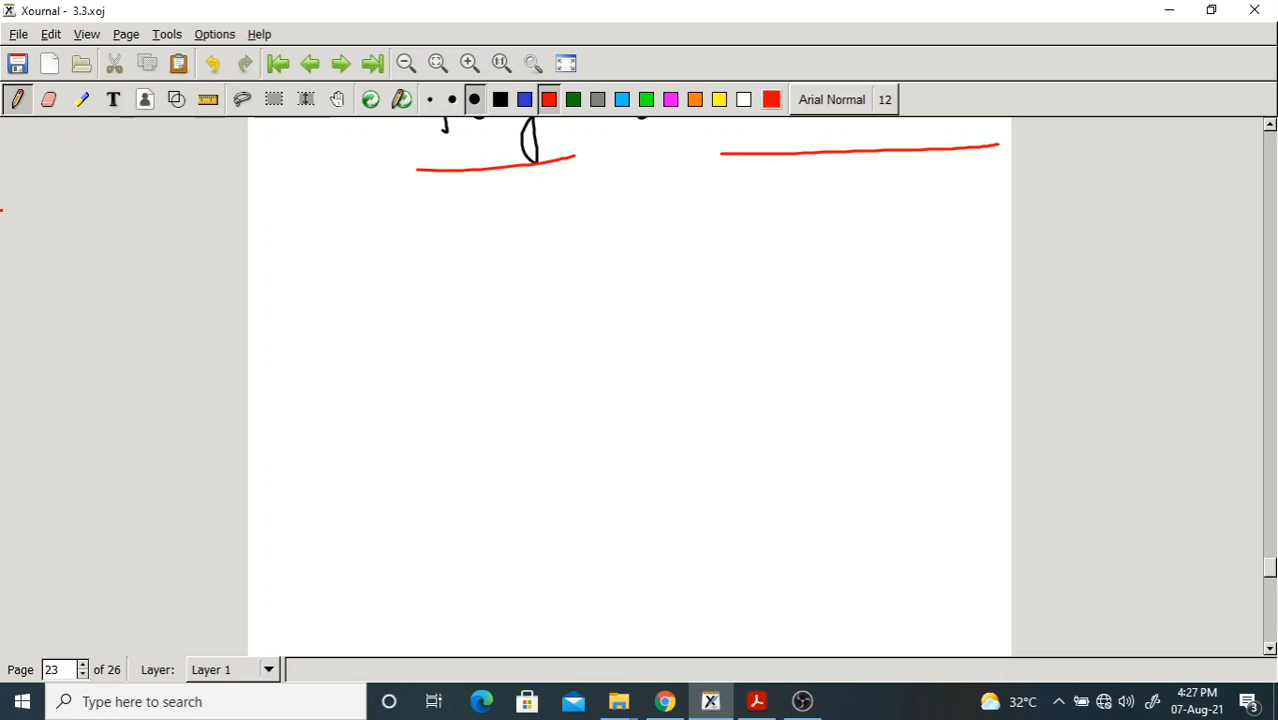 Xournal - 3.3.xoj
File Edit View Page Tools Options Help
T Arial Normal 12
Page 23 of 26 Layer: Layer 1
Type here to search 32°C 4:27 PM
07-Aug-21 3